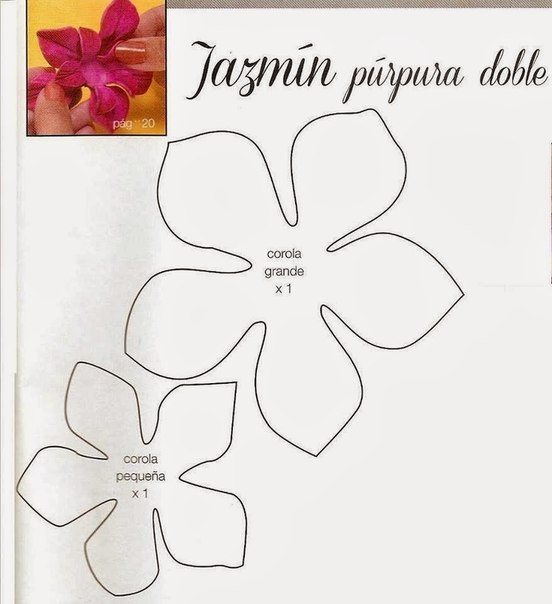 Jazmín púrpura doble
pág 20
corola
grande
x 1
corola
pequeña
x 1